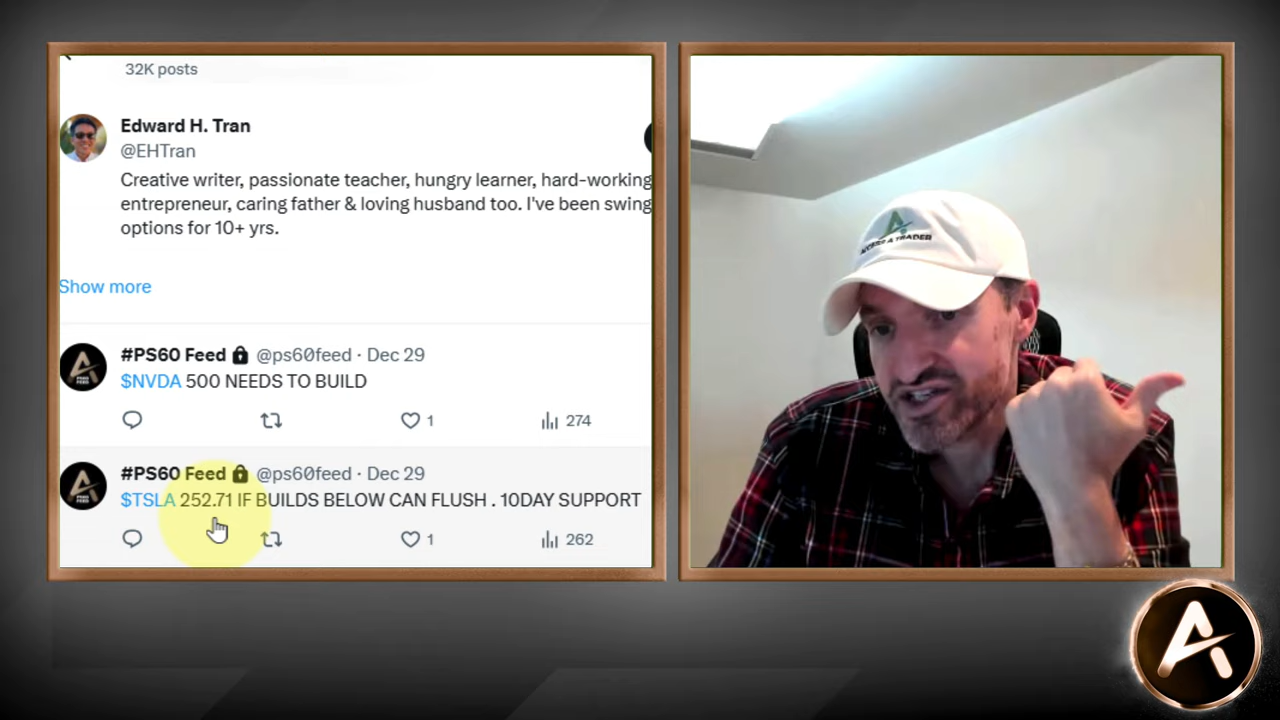 32K posts
Edward H. Tran
@EHTran
Creative writer, passionate teacher, hungry learner, hard-working
entrepreneur, caring father & loving husband too. I've been swing
options for 10+ yrs.
Show more
#PS60 Feed @ps60feed · Dec 29
$NVDA 500 NEEDS TO BUILD
1
274
#PS60 Feed @ps60feed · Dec 29
$TSLA 252.71 IF BUILDS BELOW CAN FLUSH . 10DAY SUPPORT
1
262
ACCESS A TRADER